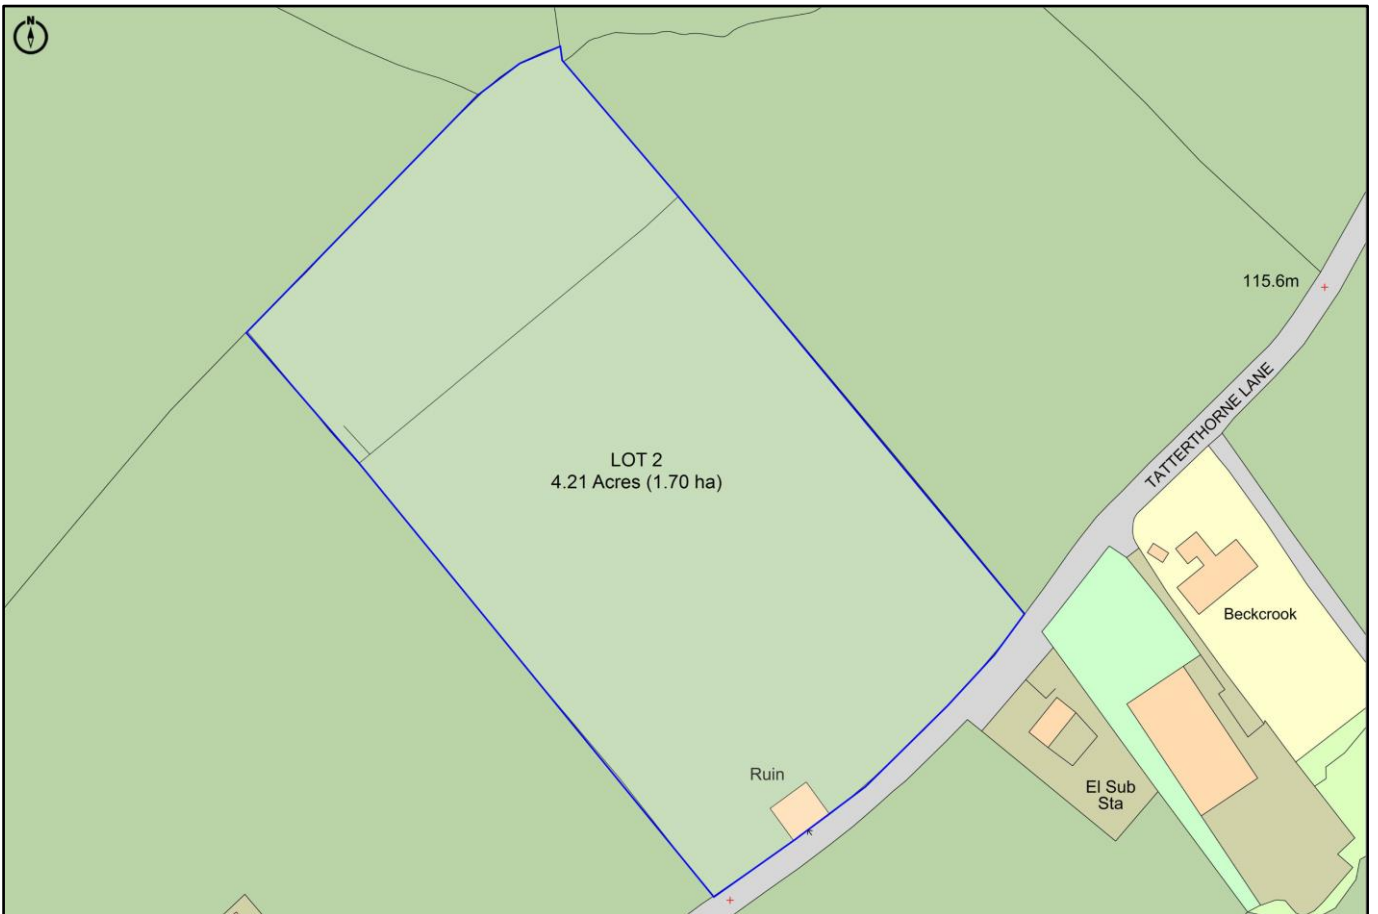 N
115.6m
TATTERTHORNE LANE
LOT 2
4.21 Acres (1.70 ha)
Beckcrook
Ruin
El Sub
Sta